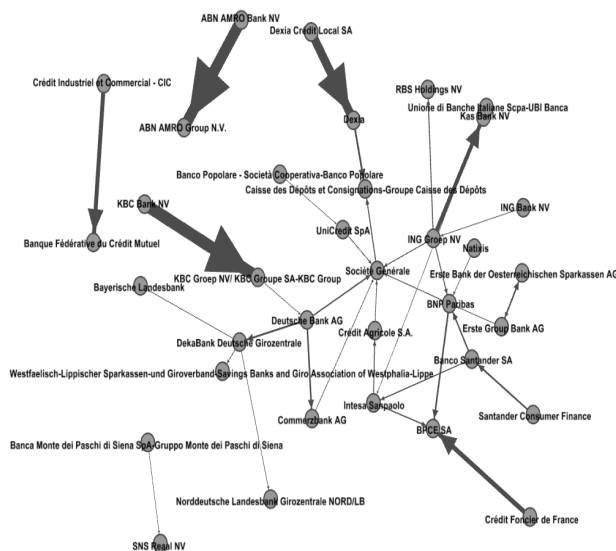 ABN AMRO Bank NV
Dexia Crédit Local SA
Crédit Industriel et Commercial - CIC
RBS Holdings NV
Unione di Banche Italiane Scpa-UBI Banca
Kas Bank NV
Dexia
ABN AMRO Group N.V.
Banco Popolare - Società Cooperativa-Banco Popolare
Caisse des Dépôts et Consignations-Groupe Caisse des Dépôts
KBC Bank NV
ING Bank NV
UniCredit SpA
ING Groep NV
Banque Fédérative du Crédit Mutuel
Natixis
Société Générale
Erste Bank der Oesterreichischen Sparkassen AG
KBC Groep NV/ KBC Groupe SA-KBC Group
Bayerische Landesbank
BNP Paribas
Deutsche Bank AG
Crédit Agricole S.A.
Erste Group Bank AG
DekaBank Deutsche Girozentrale
Banco Santander SA
Westfaelisch-Lippischer Sparkassen-und Giroverband-Savings Banks and Giro Association of Westphalia-Lippe
Intesa Sanpaolo
Commerzbank AG
Santander Consumer Finance
BPCE SA
Banca Monte dei Paschi di Siena SpA-Gruppo Monte dei Paschi di Siena
Norddeutsche Landesbank Girozentrale NORD/LB
Crédit Foncier de France
SNS Reaal NV